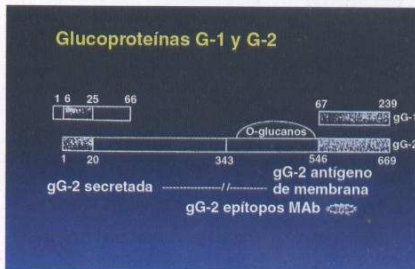 Glucoproteínas G-1 y G-2
1 6 25 66
67 239
gG-1
O-glucanos
gG-2
1 20 343 546 669
gG-2 secretada ----------//------ gG-2 antígeno
de membrana
gG-2 epítopos MAb